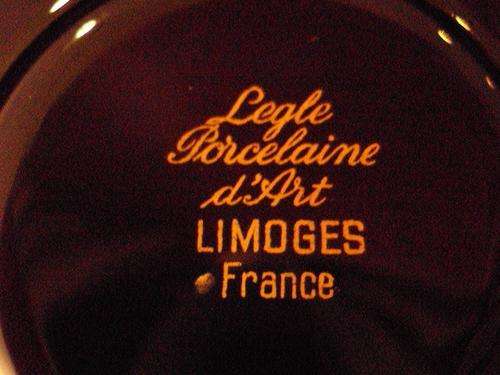 Legle
Porcelaine
d'Art
LIMOGES
France